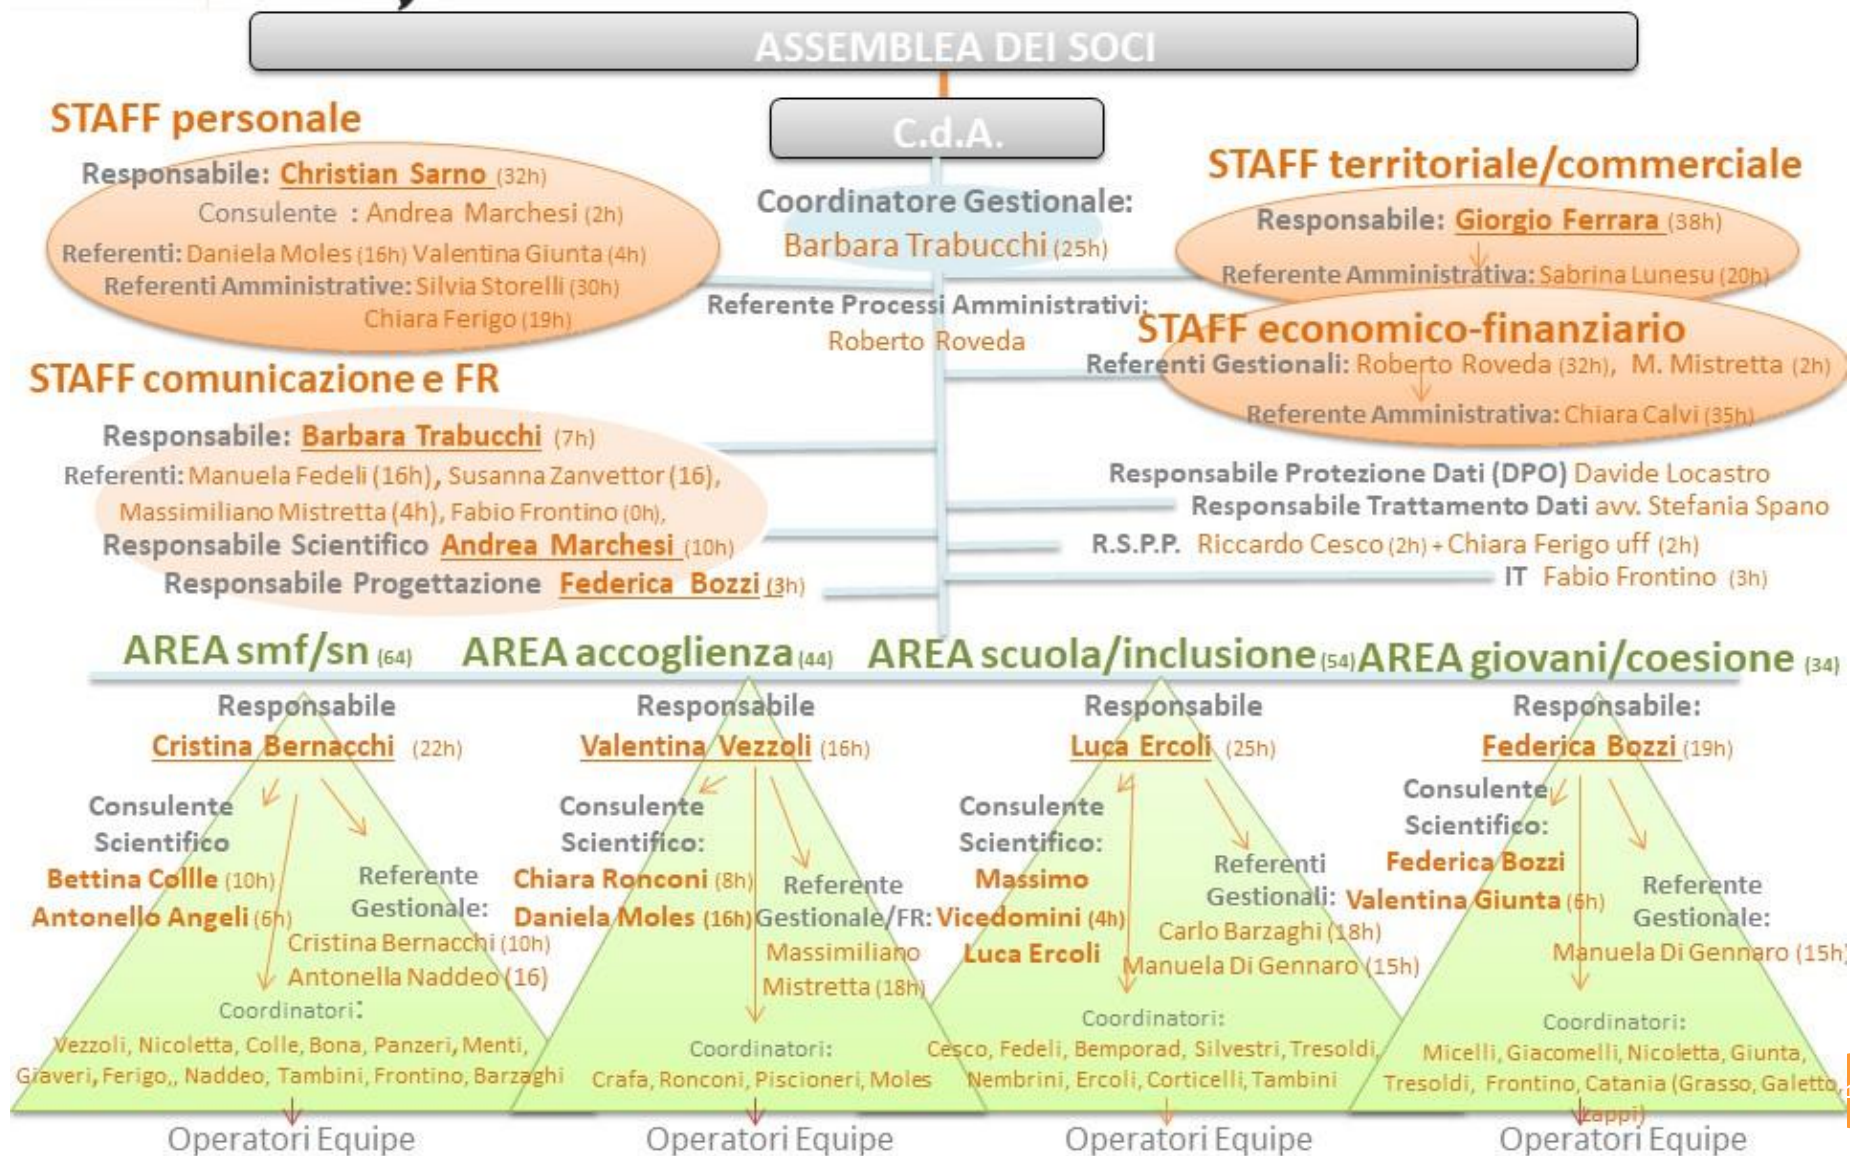 ASSEMBLEA DEI SOCI
C.d.A.
STAFF personale
Responsabile: Christian Sarno (32h)
Consulente : Andrea Marchesi (2h)
Referenti: Daniela Moles (16h) Valentina Giunta (4h)
Referenti Amministrative: Silvia Storelli (30h)
Chiara Ferigo (19h)
Coordinatore Gestionale:
Barbara Trabucchi (25h)
Referente Processi Amministrativi:
Roberto Roveda
STAFF territoriale/commerciale
Responsabile: Giorgio Ferrara (38h)
Referente Amministrativa: Sabrina Lunesu (20h)
STAFF economico-finanziario
Referenti Gestionali: Roberto Roveda (32h), M. Mistretta (2h)
Referente Amministrativa: Chiara Calvi (35h)
STAFF comunicazione e FR
Responsabile: Barbara Trabucchi (7h)
Referenti: Manuela Fedeli (16h), Susanna Zanvettor (16),
Massimiliano Mistretta (4h), Fabio Frontino (0h),
Responsabile Scientifico Andrea Marchesi (10h)
Responsabile Progettazione Federica Bozzi (3h)
Responsabile Protezione Dati (DPO) Davide Locastro
Responsabile Trattamento Dati avv. Stefania Spano
R.S.P.P. Riccardo Cesco (2h) + Chiara Ferigo uff (2h)
IT Fabio Frontino (3h)
AREA smf/sn (64)
Responsabile
Cristina Bernacchi (22h)
Consulente
Scientifico
Bettina Collle (10h)
Antonello Angeli (6h)
Referente
Gestionale:
Cristina Bernacchi (10h)
Antonella Naddeo (16)
Coordinatori:
Vezzoli, Nicoletta, Colle, Bona, Panzeri, Menti,
Giaveri, Ferigo,, Naddeo, Tambini, Frontino, Barzaghi
Operatori Equipe
AREA accoglienza (44)
Responsabile
Valentina Vezzoli (16h)
Consulente
Scientifico:
Chiara Ronconi (8h)
Daniela Moles (16h)
Referente
Gestionale/FR:
Massimiliano
Mistretta (18h)
Coordinatori:
Crafa, Ronconi, Piscioneri, Moles
Operatori Equipe
AREA scuola/inclusione (54)
Responsabile
Luca Ercoli (25h)
Consulente
Scientifico:
Massimo
Vicedomini (4h)
Luca Ercoli
Referenti
Gestionali:
Carlo Barzaghi (18h)
Manuela Di Gennaro (15h)
Coordinatori:
Cesco, Fedeli, Bemporad, Silvestri, Tresoldi,
Nembrini, Ercoli, Corticelli, Tambini
Operatori Equipe
AREA giovani/coesione (34)
Responsabile:
Federica Bozzi (19h)
Consulente
Scientifico:
Federica Bozzi
Valentina Giunta (6h)
Referente
Gestionale:
Manuela Di Gennaro (15h)
Coordinatori:
Micelli, Giacomelli, Nicoletta, Giunta,
Tresoldi, Frontino, Catania (Grasso, Galetto,
Zappi)
Operatori Equipe